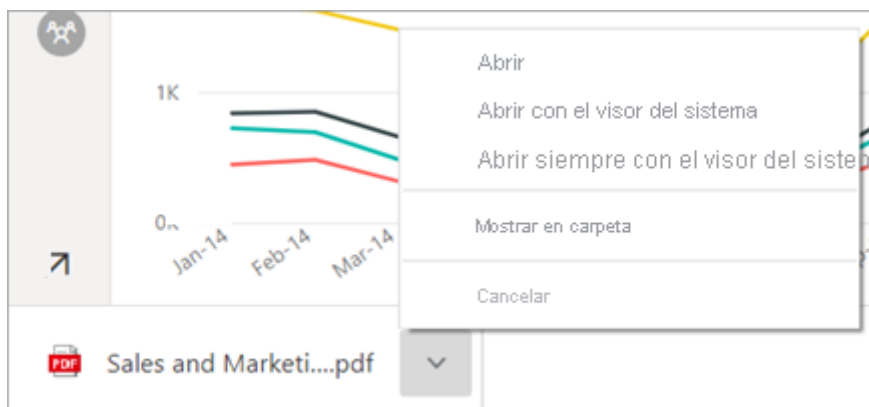 Abrir
1K
Abrir con el visor del sistema
Abrir siempre con el visor del siste
0
Jan-14
Feb-14
Mar-14
Mostrar en carpeta
Cancelar
PDF
Sales and Marketi....pdf